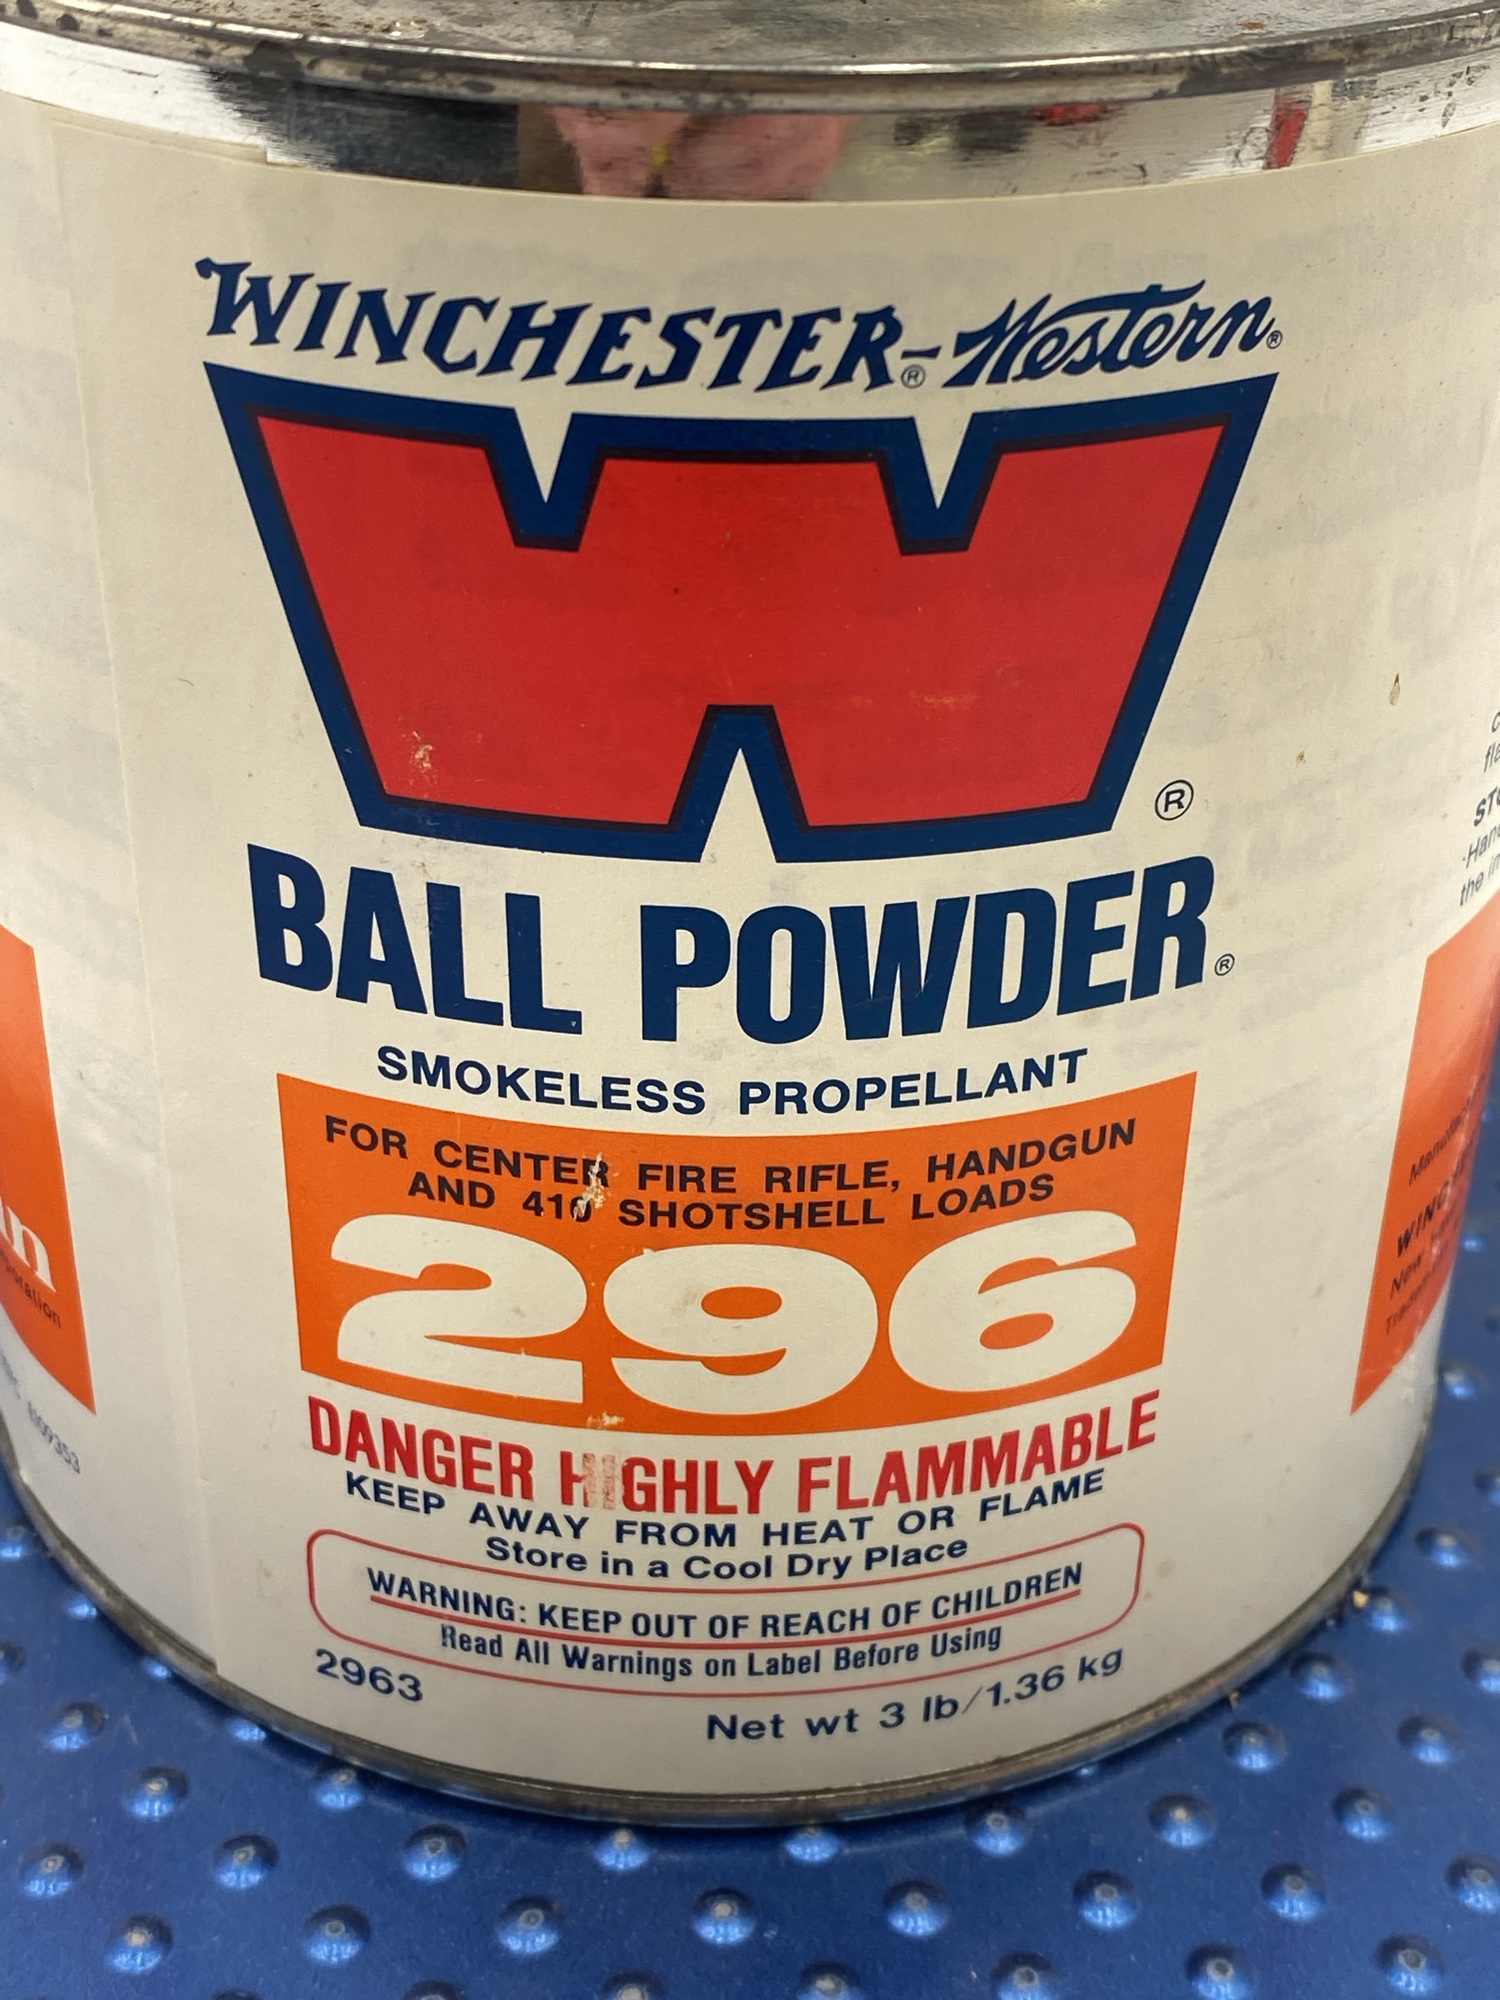 WINCHESTER®-Western®
W®
BALL POWDER®
SMOKELESS PROPELLANT
FOR CENTER FIRE RIFLE, HANDGUN
AND 410 SHOTSHELL LOADS
296
DANGER HIGHLY FLAMMABLE
KEEP AWAY FROM HEAT OR FLAME
Store in a Cool Dry Place
WARNING: KEEP OUT OF REACH OF CHILDREN
Read All Warnings on Label Before Using
2963
Net wt 3 lb/1.36 kg